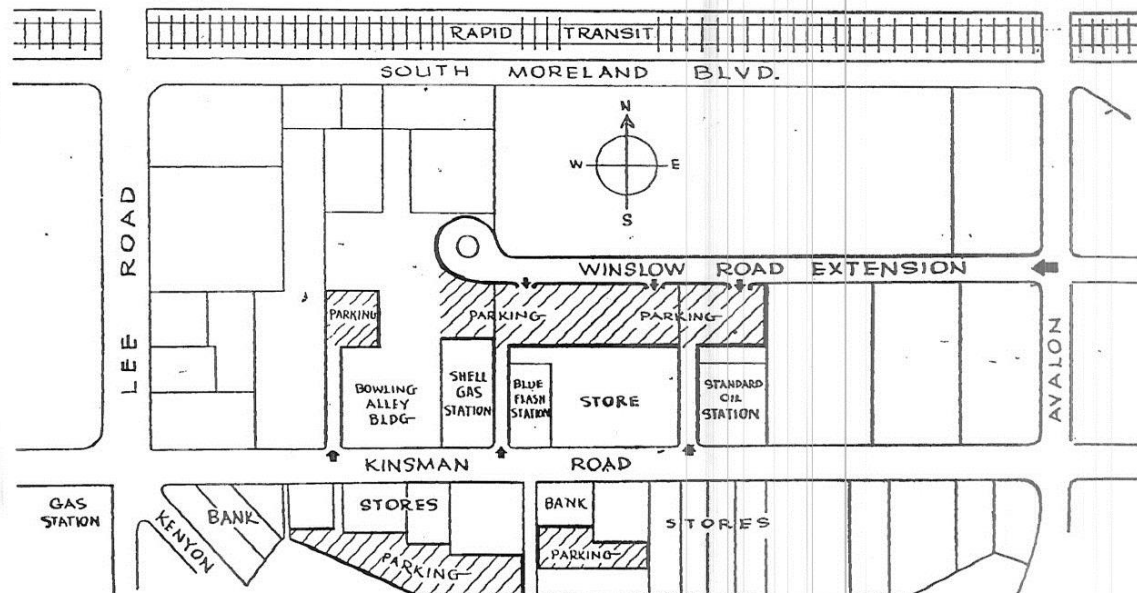 RAPID TRANSIT
SOUTH MORELAND BLVD.
N
W E
S
LEE ROAD
WINSLOW ROAD EXTENSION
PARKING
PARKING
PARKING
BOWLING
ALLEY
BLDG
SHELL
GAS
STATION
BLUE
FLASH
STATION
STORE
STANDARD
OIL
STATION
AVALON
KINSMAN ROAD
GAS
STATION
KENYON
BANK
STORES
PARKING
BANK
PARKING
STORES